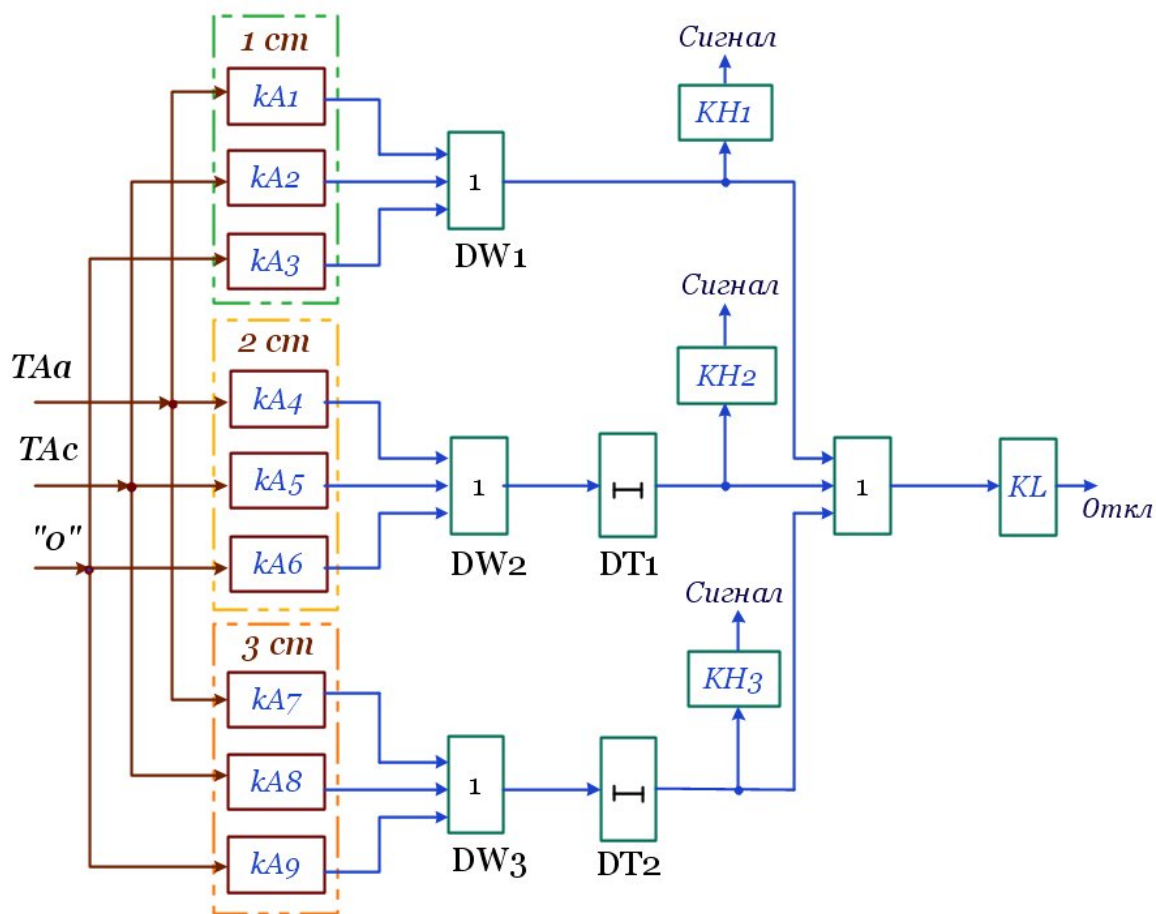 1 ст
kA1
kA2
kA3
1
DW1
Сигнал
KH1
TAa
TAc
"0"
2 ст
kA4
kA5
kA6
1
DW2
DT1
Сигнал
KH2
1
KL
Откл
3 ст
kA7
kA8
kA9
1
DW3
DT2
Сигнал
KH3